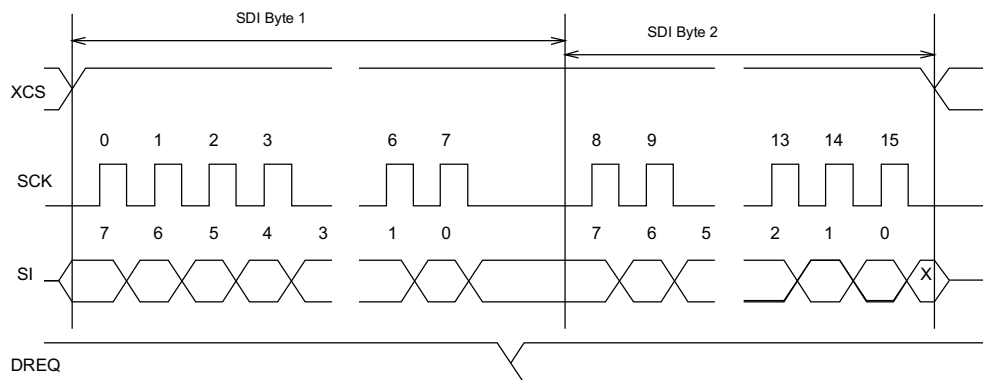 SDI Byte 1
SDI Byte 2
XCS
0 1 2 3 6 7 8 9 13 14 15
SCK
7 6 5 4 3 1 0 7 6 5 2 1 0
SI
X
DREQ